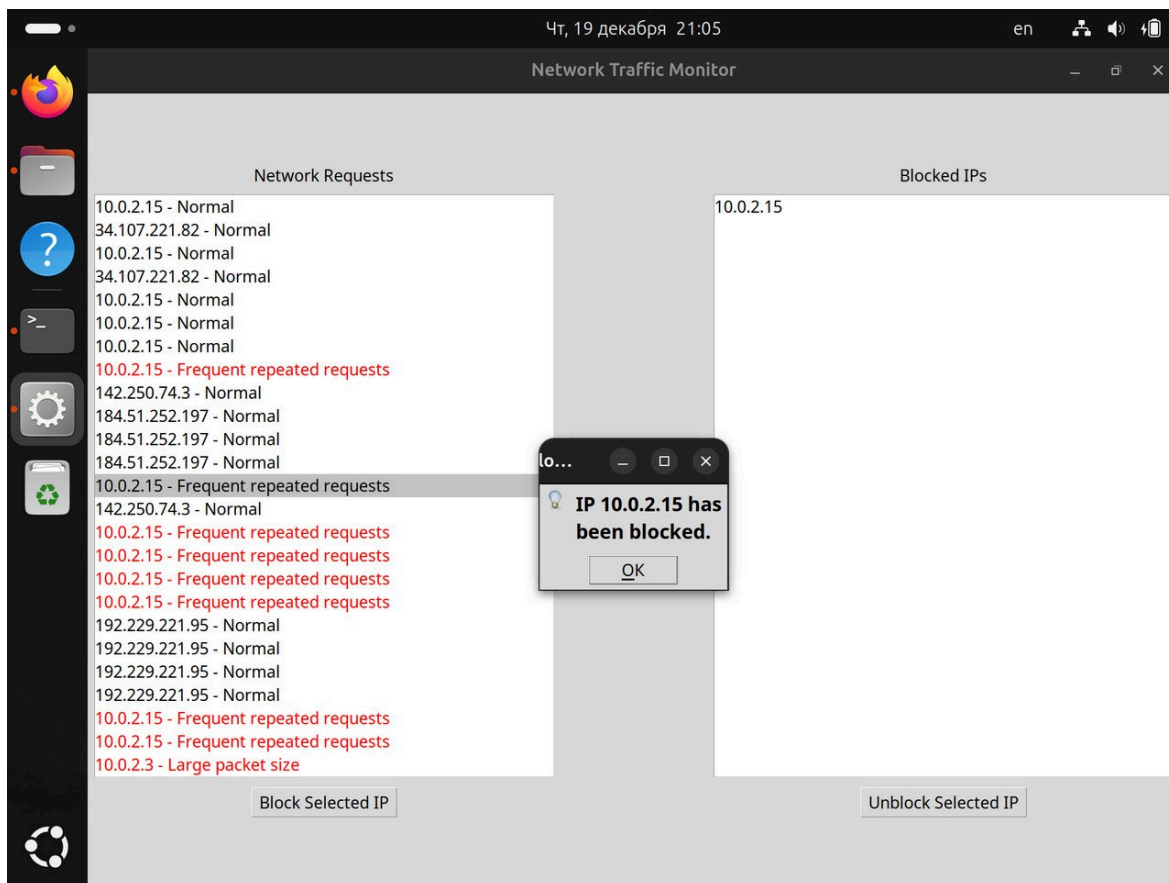 Чт, 19 декабря 21:05
en
Network Traffic Monitor
Network Requests
10.0.2.15 - Normal
34.107.221.82 - Normal
10.0.2.15 - Normal
34.107.221.82 - Normal
10.0.2.15 - Normal
10.0.2.15 - Normal
10.0.2.15 - Normal
10.0.2.15 - Frequent repeated requests
142.250.74.3 - Normal
184.51.252.197 - Normal
184.51.252.197 - Normal
184.51.252.197 - Normal
10.0.2.15 - Frequent repeated requests
142.250.74.3 - Normal
10.0.2.15 - Frequent repeated requests
10.0.2.15 - Frequent repeated requests
10.0.2.15 - Frequent repeated requests
10.0.2.15 - Frequent repeated requests
192.229.221.95 - Normal
192.229.221.95 - Normal
192.229.221.95 - Normal
192.229.221.95 - Normal
10.0.2.15 - Frequent repeated requests
10.0.2.15 - Frequent repeated requests
10.0.2.3 - Large packet size
Block Selected IP
lo...
IP 10.0.2.15 has
been blocked.
OK
Blocked IPs
10.0.2.15
Unblock Selected IP